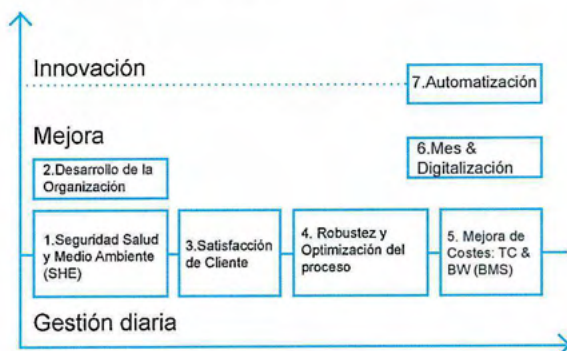 Innovación
7.Automatización
Mejora
6.Mes &
Digitalización
2.Desarrollo de la
Organización
1.Seguridad Salud
y Medio Ambiente
(SHE)
3.Satisfacción
de Cliente
4. Robustez y
Optimización del
proceso
5. Mejora de
Costes: TC &
BW (BMS)
Gestión diaria